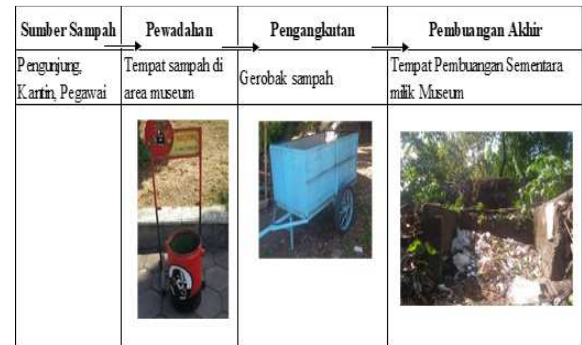 Sumber Sampah Pewadahan Pengangkutan Pembuangan Akhir
Pengunjung, Kantin, Pegawai
Tempat sampah di area museum
Gerobak sampah
Tempat Pembuangan Sementara milik Museum